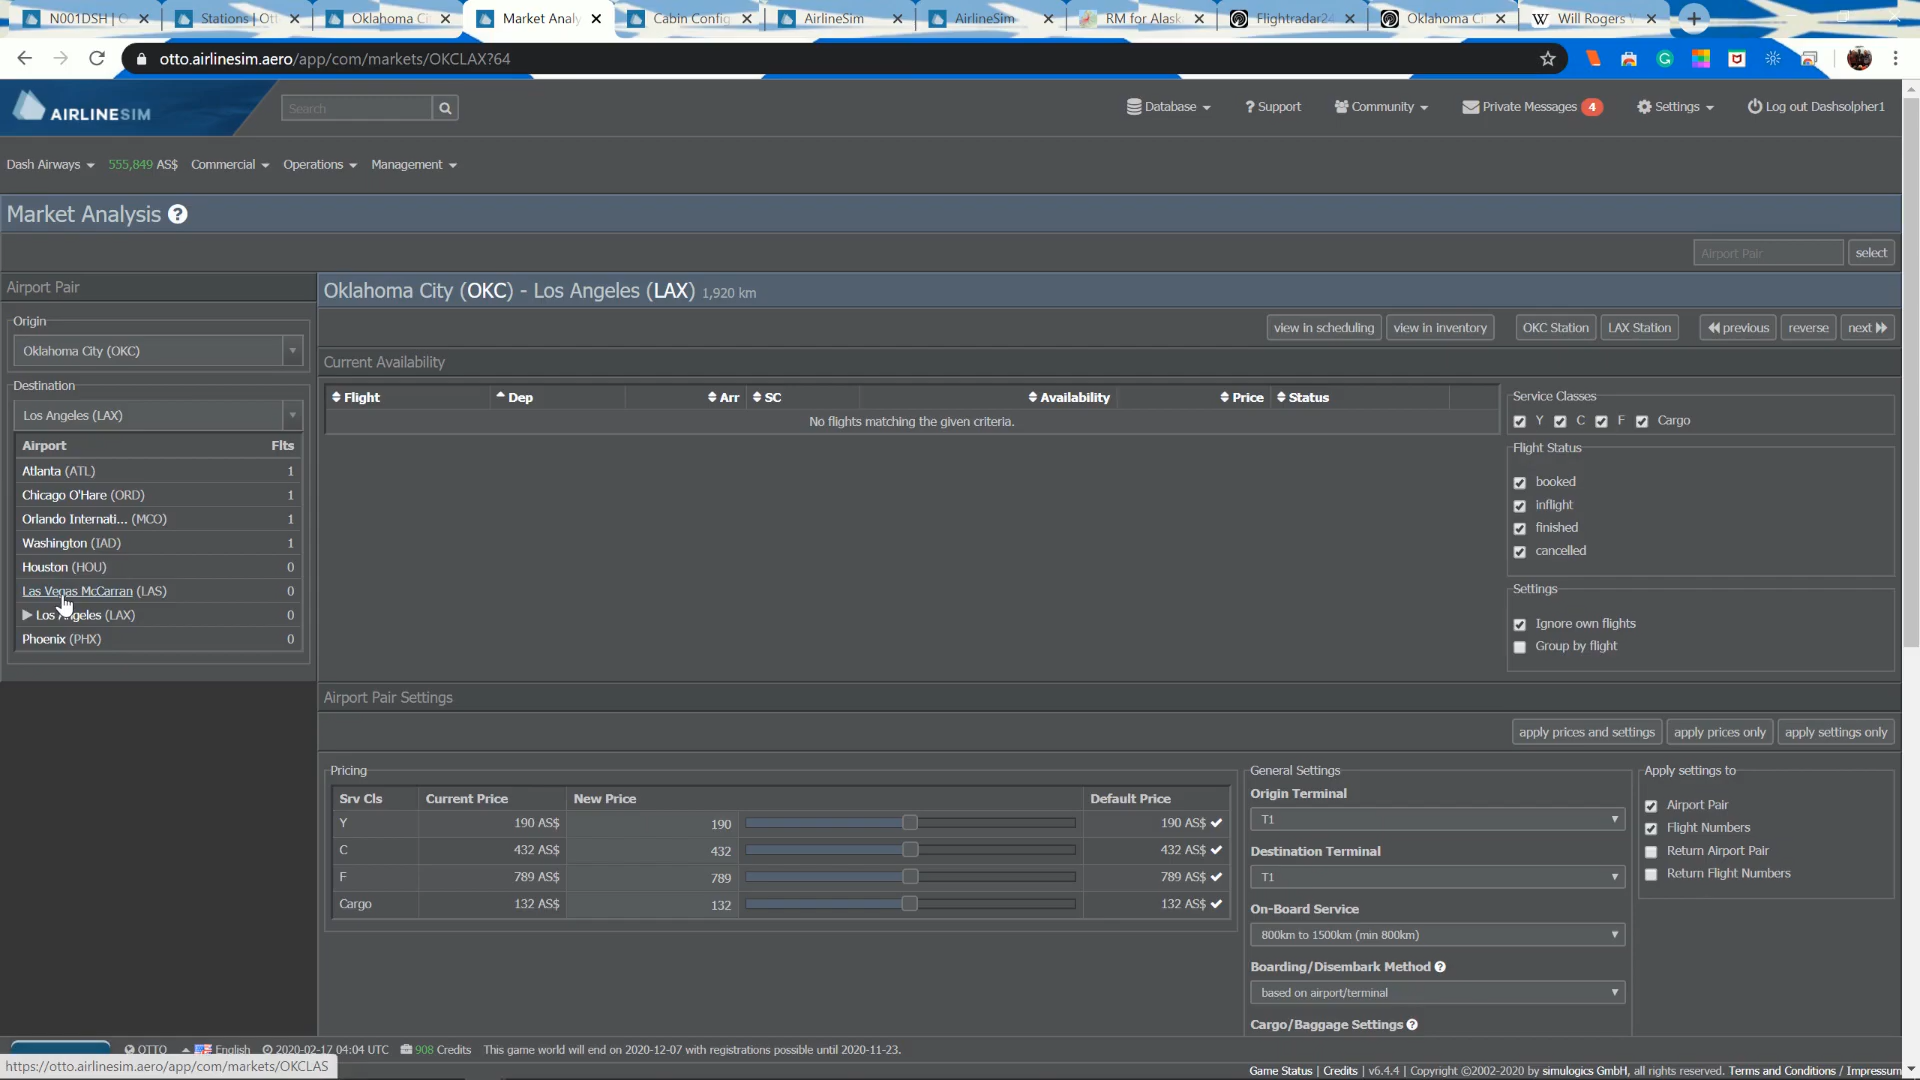 N001DSH | O
Stations | Ott
Oklahoma Ci
Market Analy
Cabin Config
AirlineSim
AirlineSim
RM for Alask
Flightradar24
Oklahoma Ci
Will Rogers
otto.airlinesim.aero/app/com/markets/OKCLAX?64
AIRLINESIM
Search
Database
? Support
Community
Private Messages 4
Settings
Log out Dashsolpher1
Dash Airways
555,849 AS$
Commercial
Operations
Management
Market Analysis ?
Airport Pair
select
Airport Pair
Origin
Oklahoma City (OKC)
Destination
Los Angeles (LAX)
Airport Flts
Atlanta (ATL) 1
Chicago O'Hare (ORD) 1
Orlando Internati... (MCO) 1
Washington (IAD) 1
Houston (HOU) 0
Las Vegas McCarran (LAS) 0
Los Angeles (LAX) 0
Phoenix (PHX) 0
Oklahoma City (OKC) - Los Angeles (LAX) 1,920 km
view in scheduling
view in inventory
OKC Station
LAX Station
previous
reverse
next
Current Availability
Flight Dep Arr SC Availability Price Status
No flights matching the given criteria.
Service Classes
Y C F Cargo
Flight Status
booked
inflight
finished
cancelled
Settings
Ignore own flights
Group by flight
Airport Pair Settings
apply prices and settings
apply prices only
apply settings only
Pricing
Srv Cls Current Price New Price Default Price
Y 190 AS$ 190 190 AS$
C 432 AS$ 432 432 AS$
F 789 AS$ 789 789 AS$
Cargo 132 AS$ 132 132 AS$
General Settings
Origin Terminal
T1
Destination Terminal
T1
On-Board Service
800km to 1500km (min 800km)
Boarding/Disembark Method ?
based on airport/terminal
Cargo/Baggage Settings ?
Apply settings to
Airport Pair
Flight Numbers
Return Airport Pair
Return Flight Numbers
OTTO
English
2020-02-17 04:04 UTC
908 Credits
This game world will end on 2020-12-07 with registrations possible until 2020-11-23.
https://otto.airlinesim.aero/app/com/markets/OKCLAS
Game Status | Credits | v6.4.4 | Copyright ©2002-2020 by simulogics GmbH, all rights reserved. Terms and Conditions / Impressum